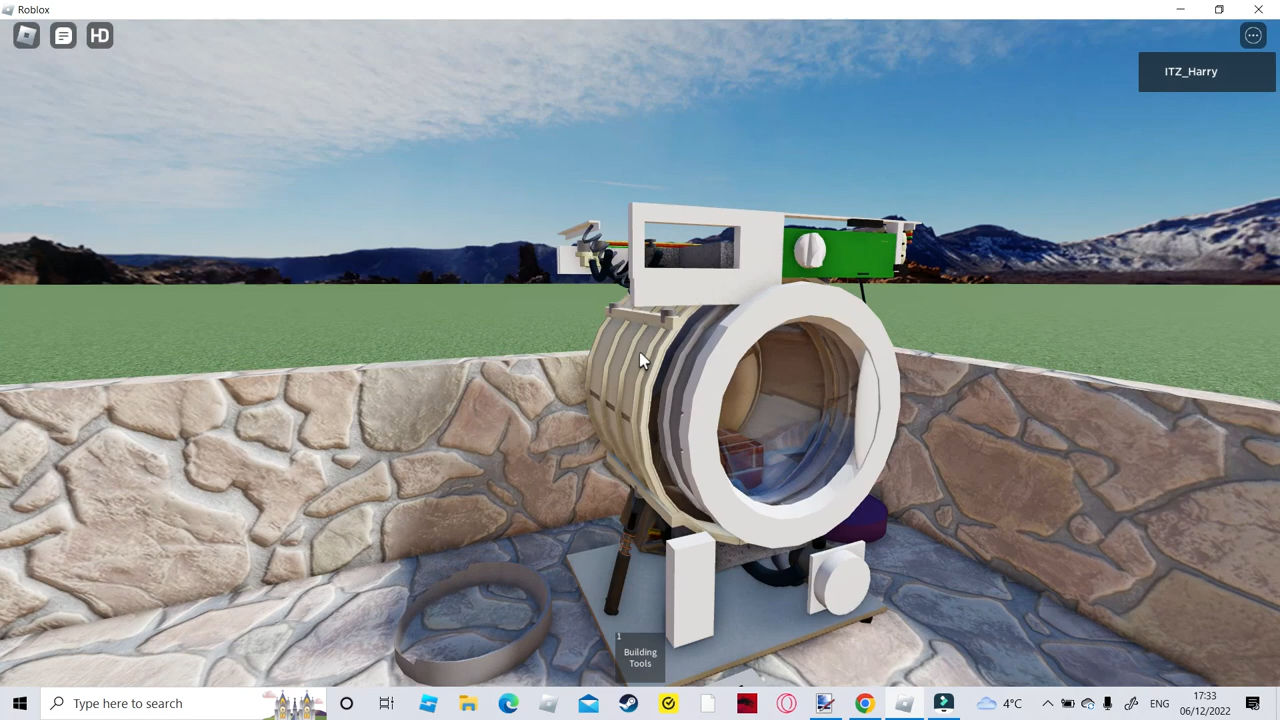 Roblox
HD
ITZ_Harry
1
Building
Tools
Type here to search
4°C
ENG
17:33
06/12/2022